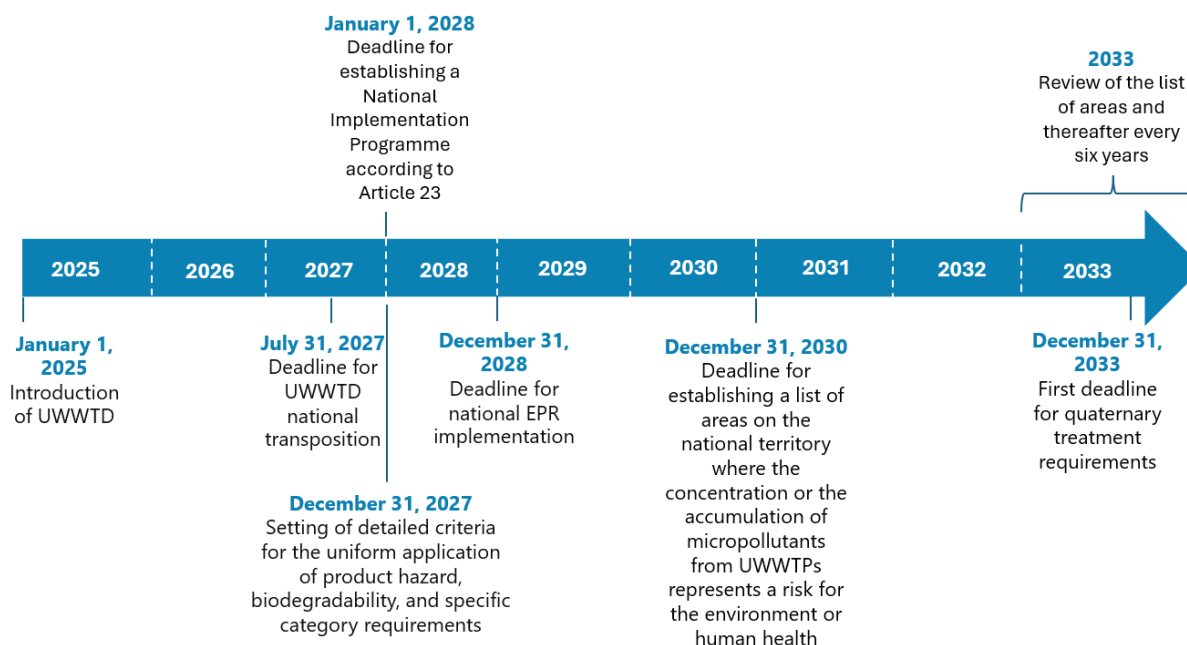 January 1, 2028
Deadline for
establishing a
National
Implementation
Programme
according to
Article 23
2033
Review of the list
of areas and
thereafter every
six years
2025
2026
2027
2028
2029
2030
2031
2032
2033
January 1,
2025
Introduction
of UWWTD
July 31, 2027
Deadline for
UWWTD
national
transposition
December 31,
2028
Deadline for
national EPR
implementation
December 31, 2030
Deadline for
establishing a list of
areas on the
national territory
where the
concentration or the
accumulation of
micropollutants
from UWWTPs
represents a risk for
the environment or
human health
December 31,
2033
First deadline
for quaternary
treatment
requirements
December 31, 2027
Setting of detailed criteria
for the uniform application
of product hazard,
biodegradability, and specific
category requirements